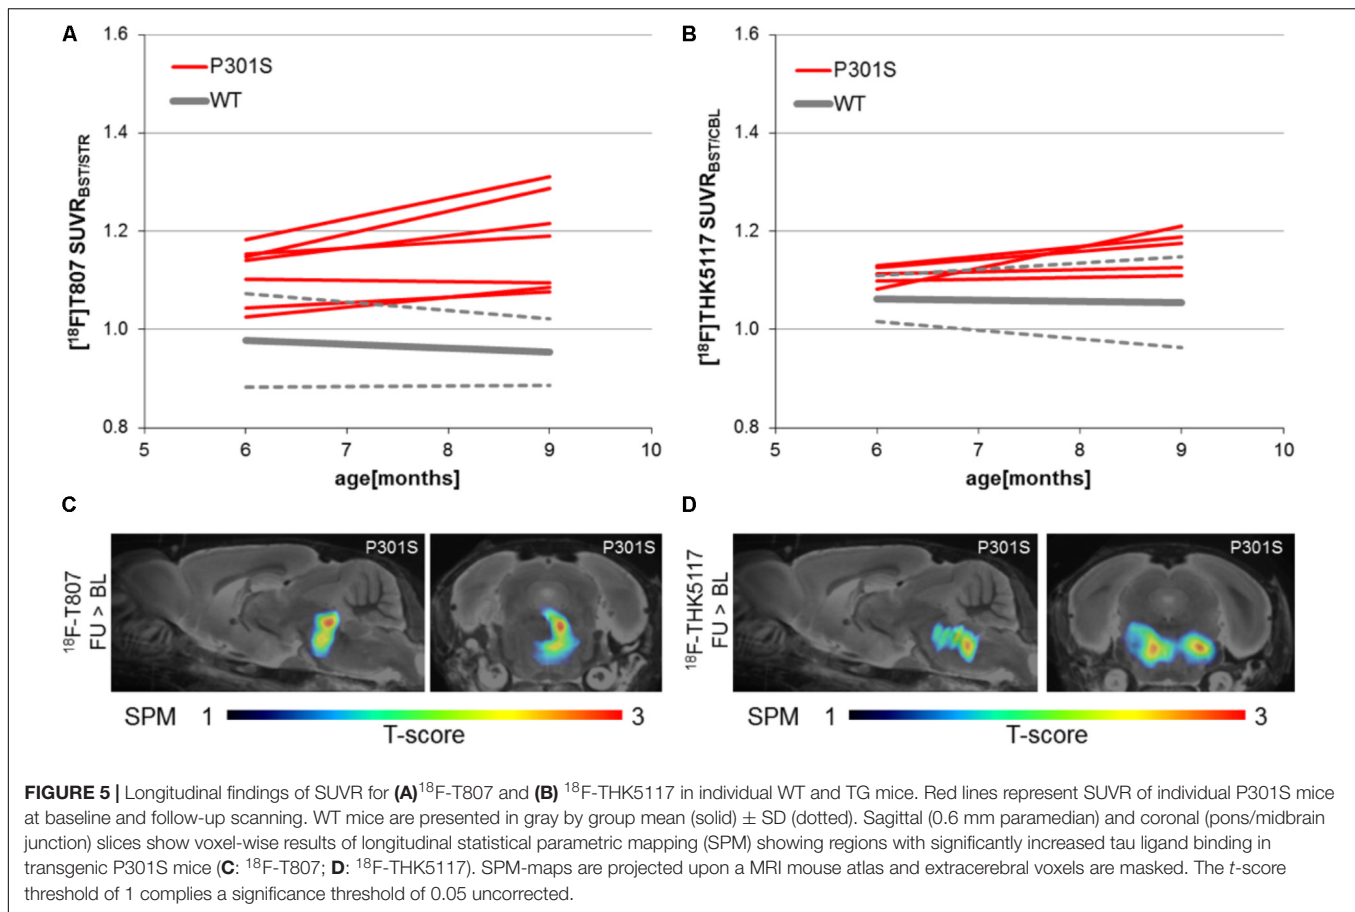 A
1.6
1.4
1.2
1.0
0.8
[¹⁸F]T807 SUVR_BST/STR
P301S
WT
5 6 7 8 9 10
age[months]
B
1.6
1.4
1.2
1.0
0.8
[¹⁸F]THK5117 SUVR_BST/CBL
P301S
WT
5 6 7 8 9 10
age[months]
C
¹⁸F-T807
FU > BL
P301S
P301S
SPM 1 3
T-score
D
¹⁸F-THK5117
FU > BL
P301S
P301S
SPM 1 3
T-score
FIGURE 5 | Longitudinal findings of SUVR for (A)¹⁸F-T807 and (B) ¹⁸F-THK5117 in individual WT and TG mice. Red lines represent SUVR of individual P301S mice
at baseline and follow-up scanning. WT mice are presented in gray by group mean (solid) ± SD (dotted). Sagittal (0.6 mm paramedian) and coronal (pons/midbrain
junction) slices show voxel-wise results of longitudinal statistical parametric mapping (SPM) showing regions with significantly increased tau ligand binding in
transgenic P301S mice (C: ¹⁸F-T807; D: ¹⁸F-THK5117). SPM-maps are projected upon a MRI mouse atlas and extracerebral voxels are masked. The t-score
threshold of 1 complies a significance threshold of 0.05 uncorrected.